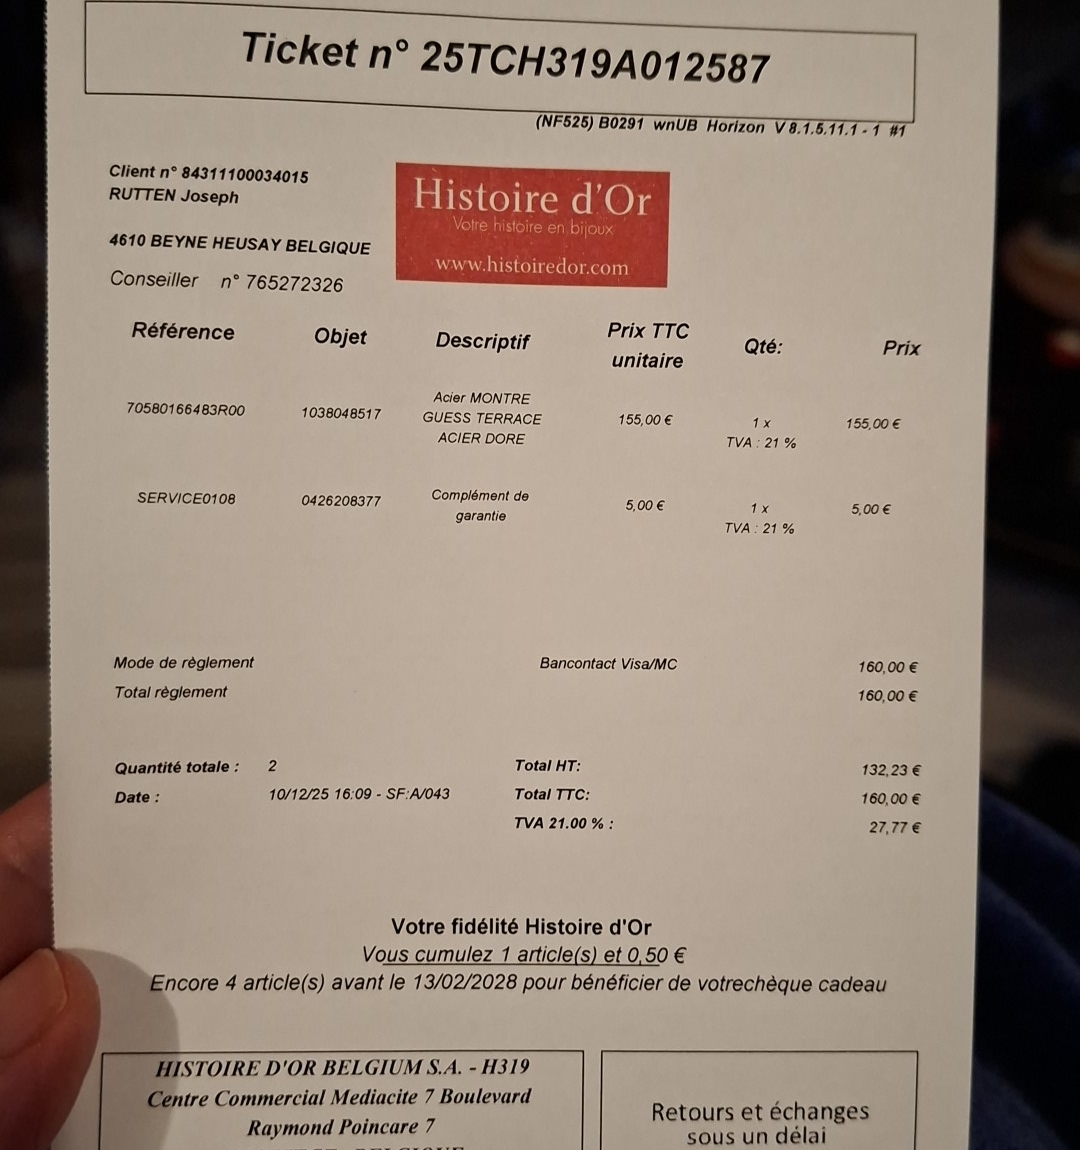 Ticket n° 25TCH319A012587
(NF525) B0291 wnUB Horizon V 8.1.5.11.1 - 1 #1
Client n° 84311100034015
RUTTEN Joseph
4610 BEYNE HEUSAY BELGIQUE
Conseiller n° 765272326
Histoire d'Or
Votre histoire en bijoux
www.histoiredor.com
Référence Objet Descriptif Prix TTC unitaire Qté: Prix
70580166483R00 1038048517 Acier MONTRE GUESS TERRACE ACIER DORE 155,00 € 1 x TVA : 21 % 155,00 €
SERVICE0108 0426208377 Complément de garantie 5,00 € 1 x TVA : 21 % 5,00 €
Mode de règlement Bancontact Visa/MC 160,00 €
Total règlement 160,00 €
Quantité totale : 2 Total HT: 132,23 €
Date : 10/12/25 16:09 - SF:A/043 Total TTC: 160,00 €
TVA 21.00 % : 27,77 €
Votre fidélité Histoire d'Or
Vous cumulez 1 article(s) et 0,50 €
Encore 4 article(s) avant le 13/02/2028 pour bénéficier de votrechèque cadeau
HISTOIRE D'OR BELGIUM S.A. - H319
Centre Commercial Mediacite 7 Boulevard
Raymond Poincare 7
Retours et échanges
sous un délai